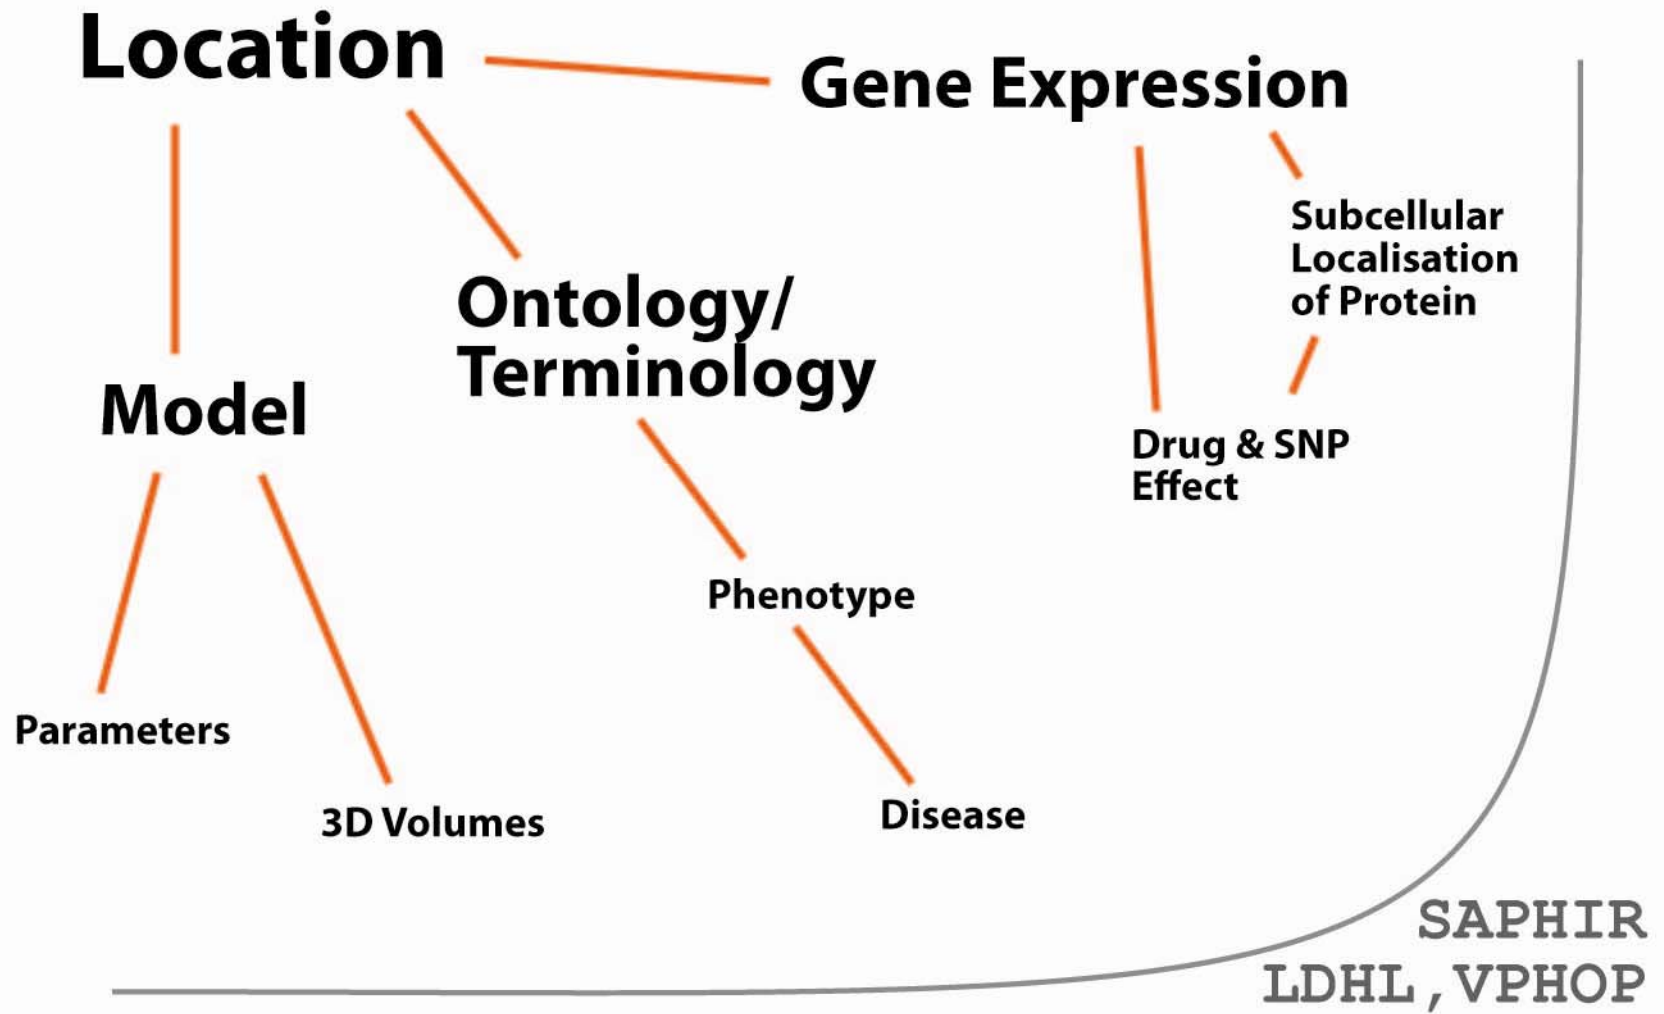 Location
Gene Expression
Subcellular
Localisation
of Protein
Ontology/
Terminology
Model
Drug & SNP
Effect
Phenotype
Parameters
3D Volumes
Disease
SAPHIR
LDHL,VPHOP